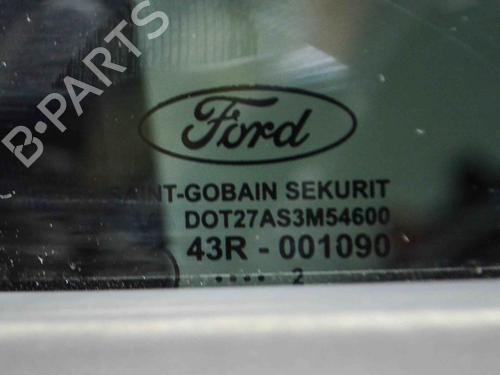 B-PARTS
Ford
SAINT-GOBAIN SEKURIT
DOT27AS3M54600
43R - 001090
.... 2